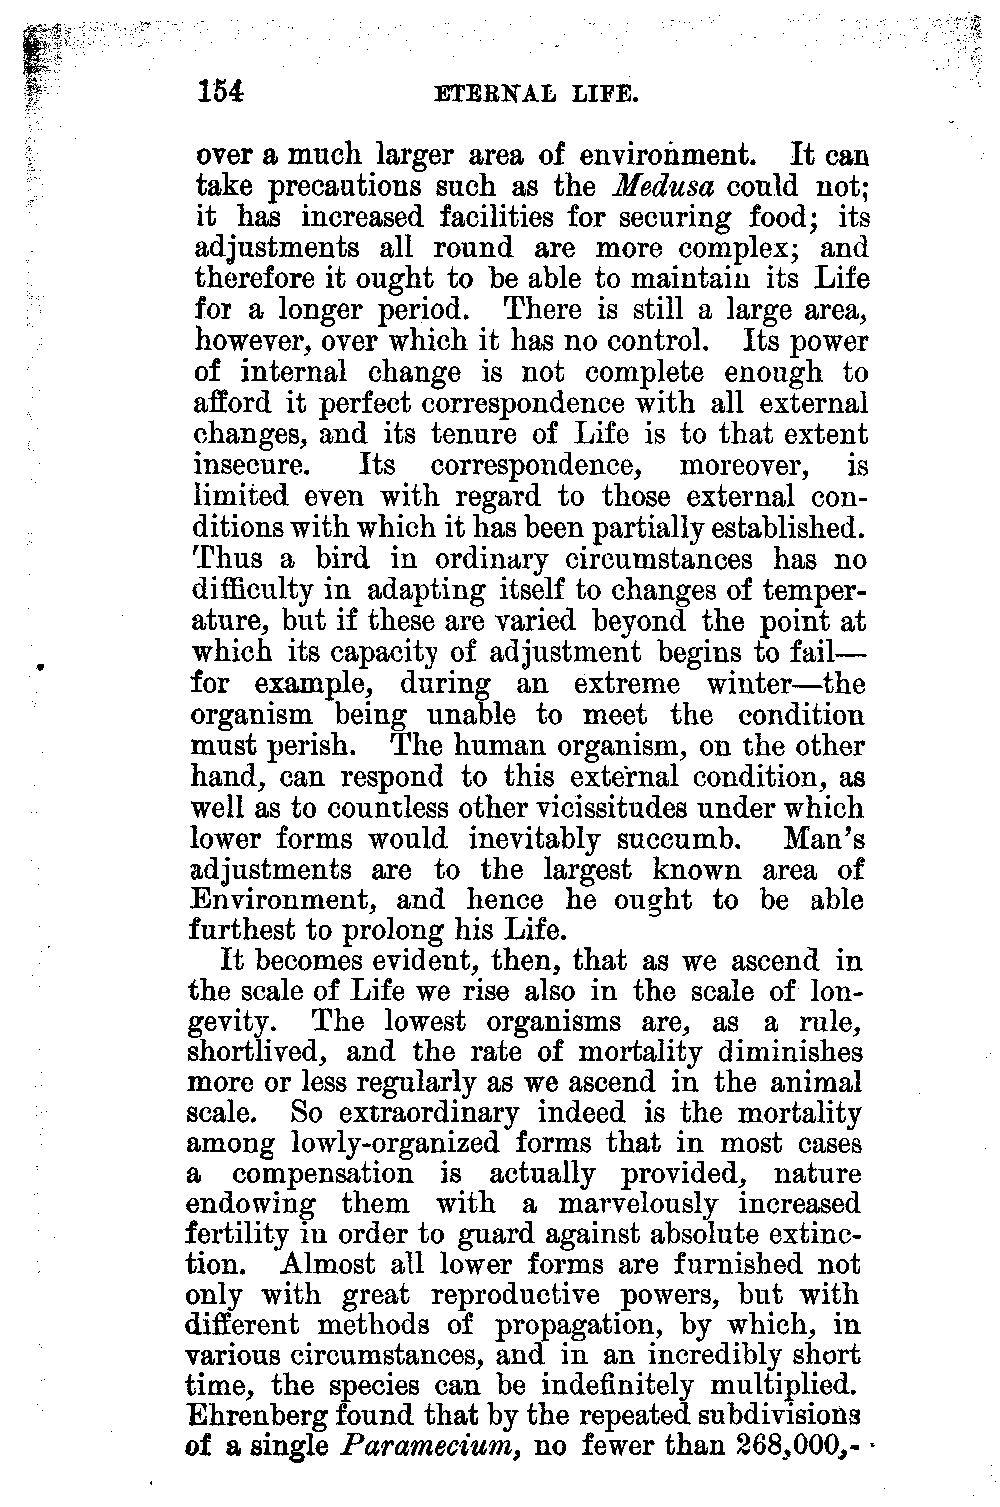 154 ETERNAL LIFE.
over a much larger area of environment. It can
take precautions such as the Medusa could not;
it has increased facilities for securing food; its
adjustments all round are more complex; and
therefore it ought to be able to maintain its Life
for a longer period. There is still a large area,
however, over which it has no control. Its power
of internal change is not complete enough to
afford it perfect correspondence with all external
changes, and its tenure of Life is to that extent
insecure. Its correspondence, moreover, is
limited even with regard to those external con-
ditions with which it has been partially established.
Thus a bird in ordinary circumstances has no
difficulty in adapting itself to changes of temper-
ature, but if these are varied beyond the point at
which its capacity of adjustment begins to fail—
for example, during an extreme winter—the
organism being unable to meet the condition
must perish. The human organism, on the other
hand, can respond to this external condition, as
well as to countless other vicissitudes under which
lower forms would inevitably succumb. Man's
adjustments are to the largest known area of
Environment, and hence he ought to be able
furthest to prolong his Life.
It becomes evident, then, that as we ascend in
the scale of Life we rise also in the scale of lon-
gevity. The lowest organisms are, as a rule,
shortlived, and the rate of mortality diminishes
more or less regularly as we ascend in the animal
scale. So extraordinary indeed is the mortality
among lowly-organized forms that in most cases
a compensation is actually provided, nature
endowing them with a marvelously increased
fertility in order to guard against absolute extinc-
tion. Almost all lower forms are furnished not
only with great reproductive powers, but with
different methods of propagation, by which, in
various circumstances, and in an incredibly short
time, the species can be indefinitely multiplied.
Ehrenberg found that by the repeated subdivisions
of a single Paramecium, no fewer than 268,000,-